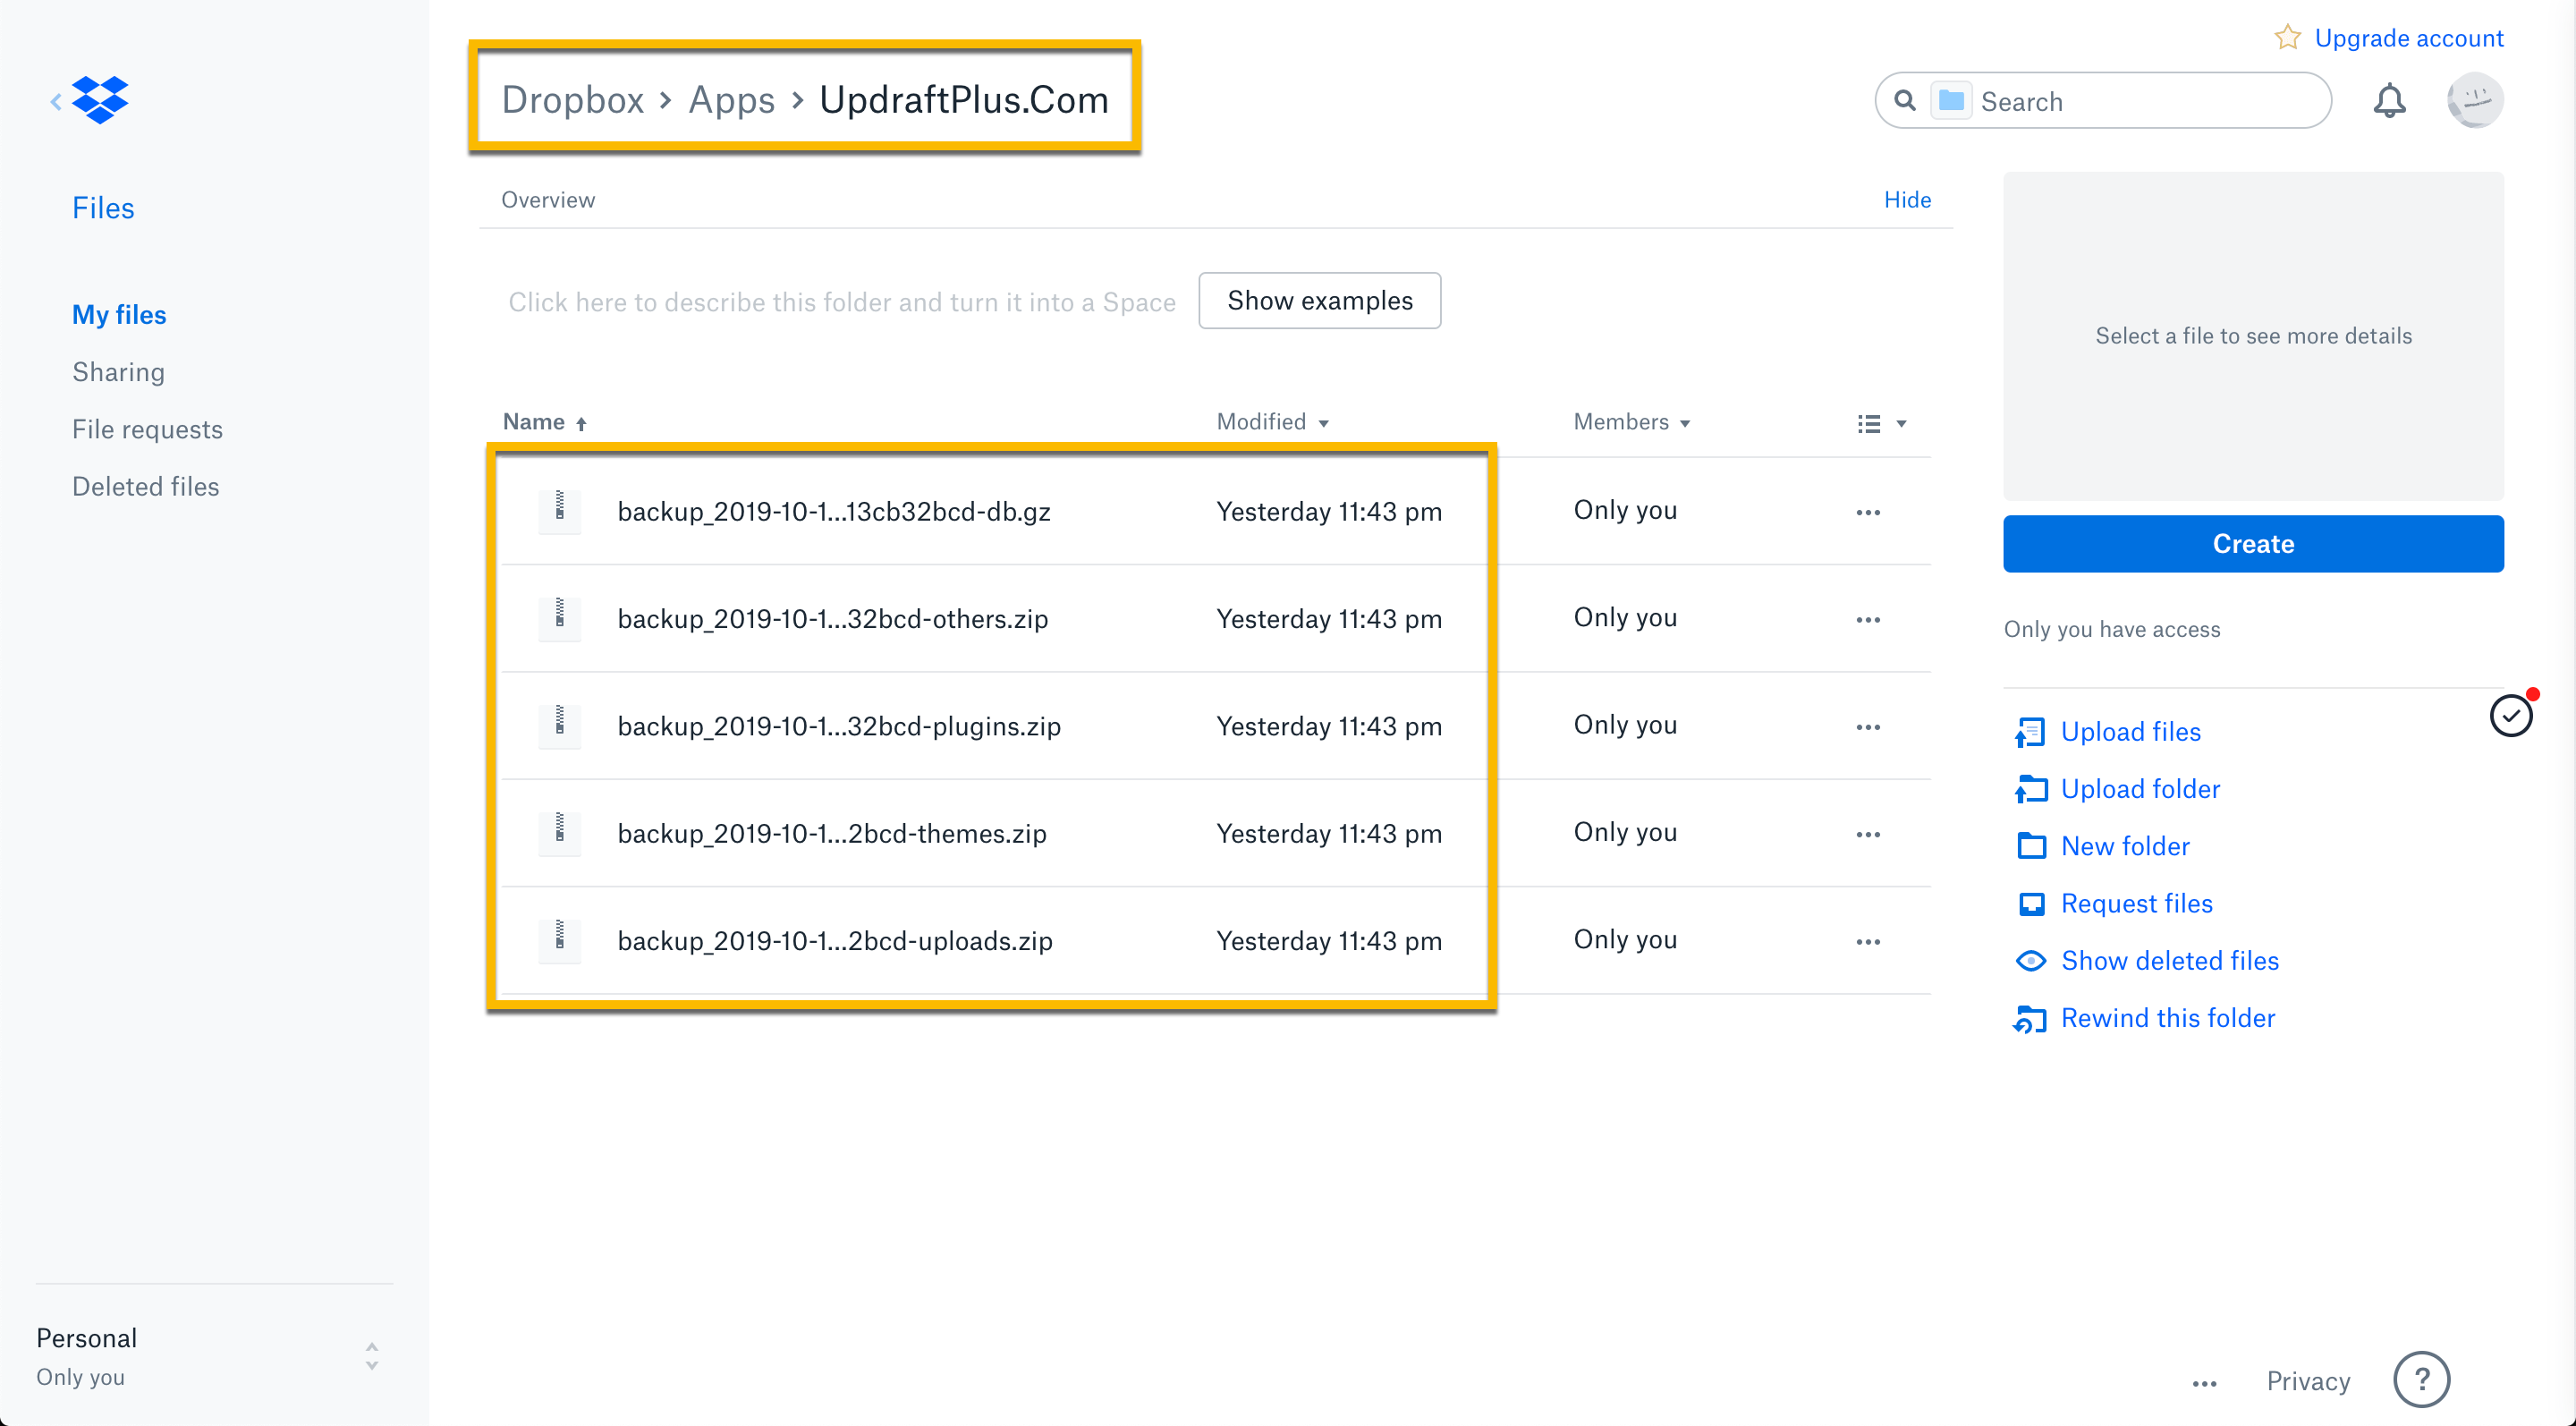 Upgrade account
Dropbox › Apps › UpdraftPlus.Com
Search
Files
Overview
Hide
My files
Sharing
File requests
Deleted files
Click here to describe this folder and turn it into a Space
Show examples
Select a file to see more details
Name Modified Members
backup_2019-10-1...13cb32bcd-db.gz Yesterday 11:43 pm Only you
backup_2019-10-1...32bcd-others.zip Yesterday 11:43 pm Only you
backup_2019-10-1...32bcd-plugins.zip Yesterday 11:43 pm Only you
backup_2019-10-1...2bcd-themes.zip Yesterday 11:43 pm Only you
backup_2019-10-1...2bcd-uploads.zip Yesterday 11:43 pm Only you
Create
Only you have access
Upload files
Upload folder
New folder
Request files
Show deleted files
Rewind this folder
Personal
Only you
Privacy
?